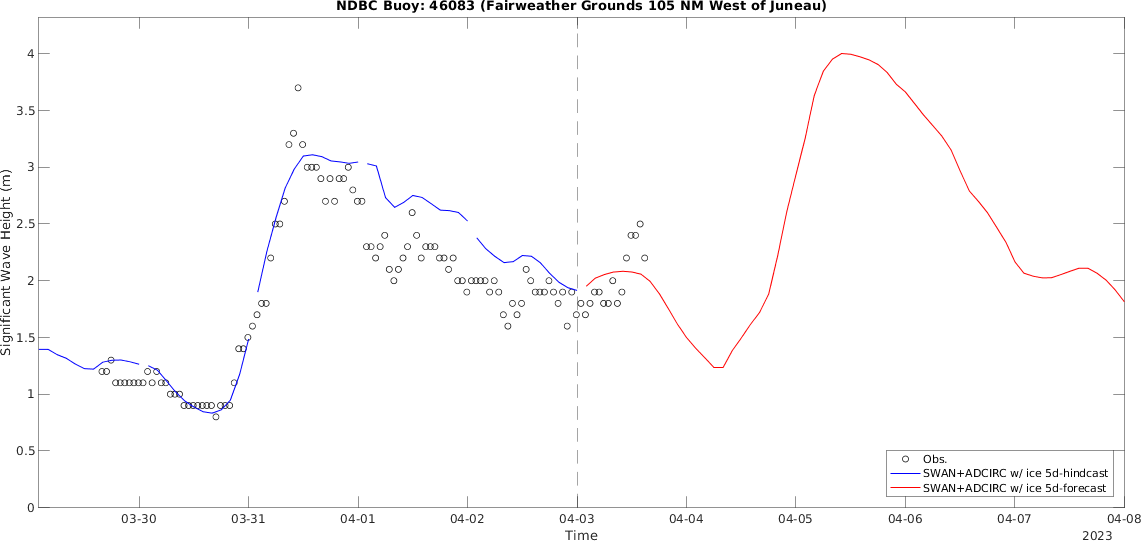 NDBC Buoy: 46083 (Fairweather Grounds 105 NM West of Juneau)
Significant Wave Height (m)
4
3.5
3
2.5
2
1.5
1
0.5
0
Obs.
SWAN+ADCIRC w/ ice 5d-hindcast
SWAN+ADCIRC w/ ice 5d-forecast
03-30 03-31 04-01 04-02 04-03 04-04 04-05 04-06 04-07 04-08
Time
2023